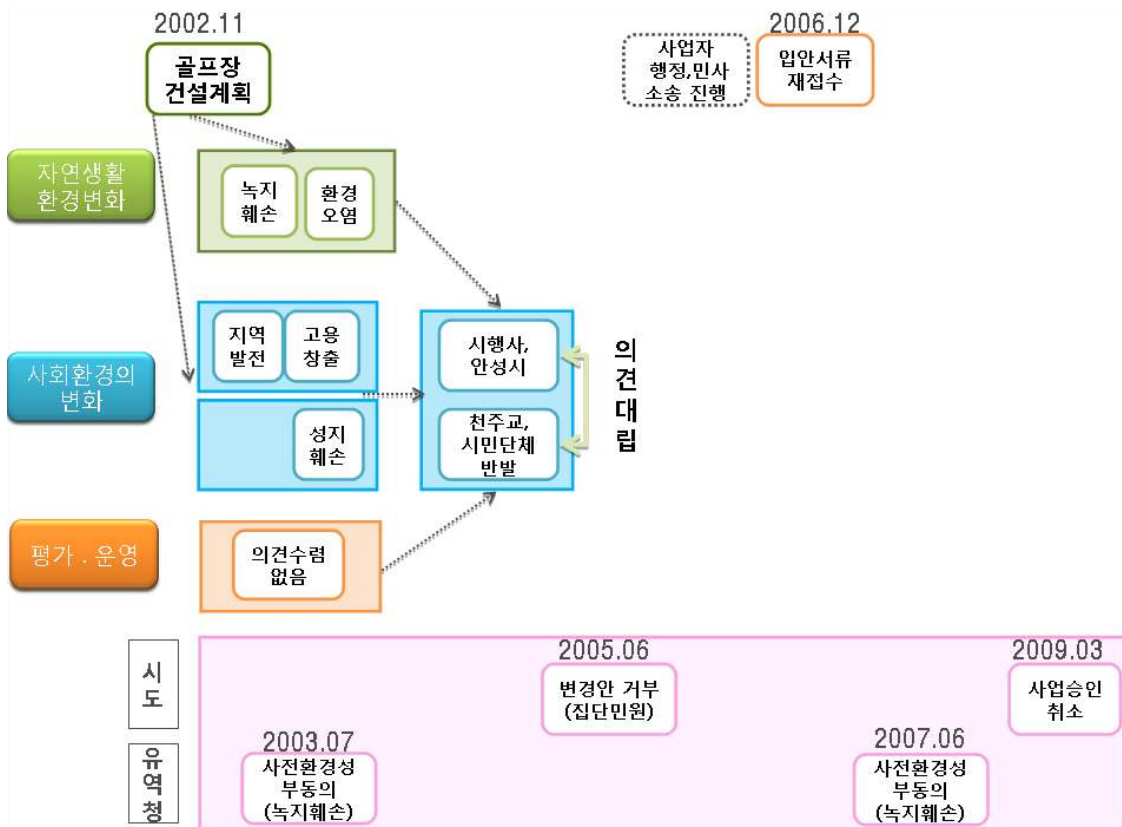 2002.11
골프장
건설계획
사업자
행정,민사
소송 진행
2006.12
입안서류
재접수
자연생활
환경변화
녹지
훼손
환경
오염
사회환경의
변화
지역
발전
고용
창출
성지
훼손
시행사,
안성시
천주교,
시민단체
반발
의
견
대
립
평가 . 운영
의견수렴
없음
시
도
2005.06
변경안 거부
(집단민원)
2009.03
사업승인
취소
유
역
청
2003.07
사전환경성
부동의
(녹지훼손)
2007.06
사전환경성
부동의
(녹지훼손)